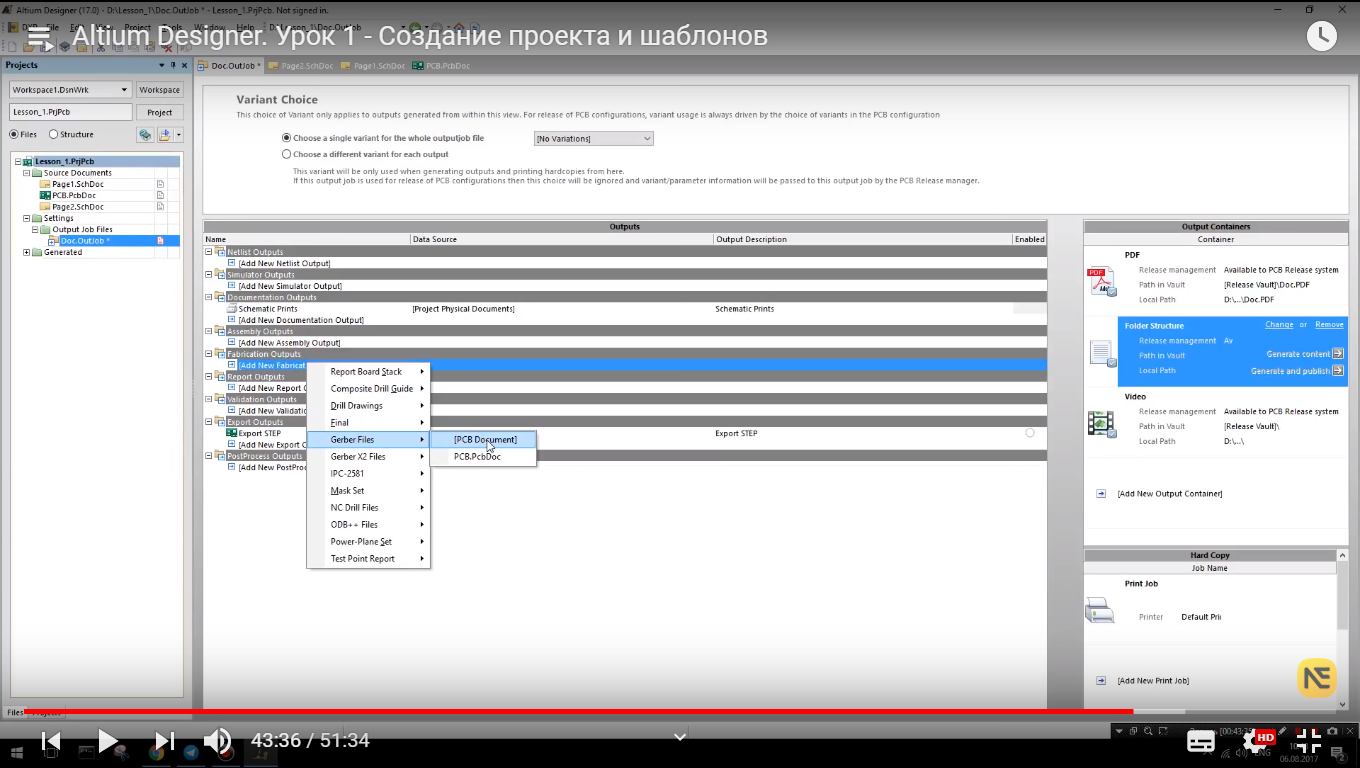 Altium Designer (17.0) - D:\Lesson_1\Doc.OutJob - Lesson_1.PrjPcb. Not signed in.
Altium Designer. Урок 1 - Создание проекта и шаблонов
Projects
Doc.OutJob *
Page2.SchDoc
Page1.SchDoc
PCB.PcbDoc
Workspace1.DsnWrk
Workspace
Lesson_1.PrjPcb
Project
Files
Structure
Lesson_1.PrjPcb
Source Documents
Page1.SchDoc
PCB.PcbDoc
Page2.SchDoc
Settings
Output Job Files
Doc.OutJob *
Generated
Variant Choice
This choice of Variant only applies to outputs generated from within this view. For release of PCB configurations, variant usage is always driven by the choice of variants in the PCB configuration
Choose a single variant for the whole outputjob file
[No Variations]
Choose a different variant for each output
This variant will be only used when generating outputs and printing hardcopies from here.
If this output job is used for release of PCB configurations then this choice will be ignored and variant/parameter information will be passed to this output job by the PCB Release manager.
Outputs
Name Data Source Output Description Enabled
Netlist Outputs
[Add New Netlist Output]
Simulator Outputs
[Add New Simulator Output]
Documentation Outputs
Schematic Prints [Project Physical Documents] Schematic Prints
[Add New Documentation Output]
Assembly Outputs
[Add New Assembly Output]
Fabrication Outputs
[Add New Fabricat
Report Outputs
[Add New Report O
Validation Outputs
[Add New Validatio
Export Outputs
Export STEP Export STEP
[Add New Export O
PostProcess Outputs
[Add New PostProc
Report Board Stack
Composite Drill Guide
Drill Drawings
Final
Gerber Files
Gerber X2 Files
IPC-2581
Mask Set
NC Drill Files
ODB++ Files
Power-Plane Set
Test Point Report
[PCB Document]
PCB.PcbDoc
Output Containers
Container
PDF
Release management Available to PCB Release system
Path in Vault [Release Vault]\Doc.PDF
Local Path D:\...\Doc.PDF
Folder Structure Change or Remove
Release management Av
Path in Vault Generate content
Local Path Generate and publish
Video
Release management Available to PCB Release system
Path in Vault [Release Vault]\
Local Path D:\...\
[Add New Output Container]
Hard Copy
Job Name
Print Job
Printer Default Pri
[Add New Print Job]
NE
Files
43:36 / 51:34
HD
ENG
06.08.2017